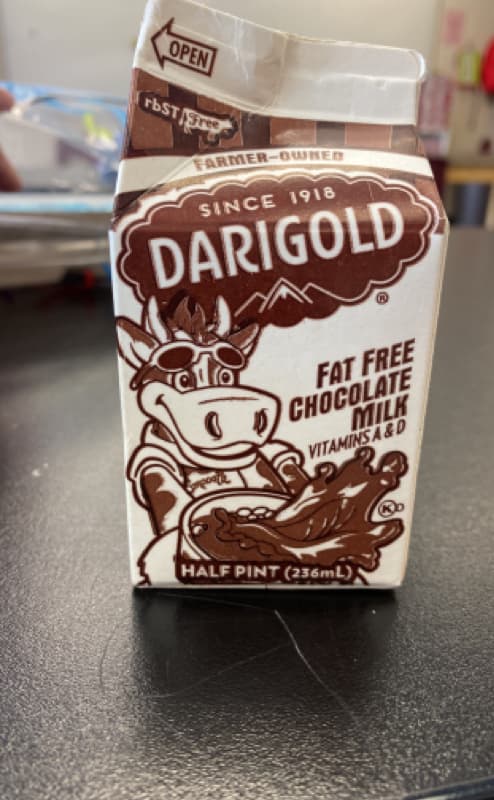 OPEN
rbST Free
FARMER-OWNED
SINCE 1918
DARIGOLD
®
FAT FREE
CHOCOLATE
MILK
VITAMINS A & D
K D
HALF PINT (236mL)